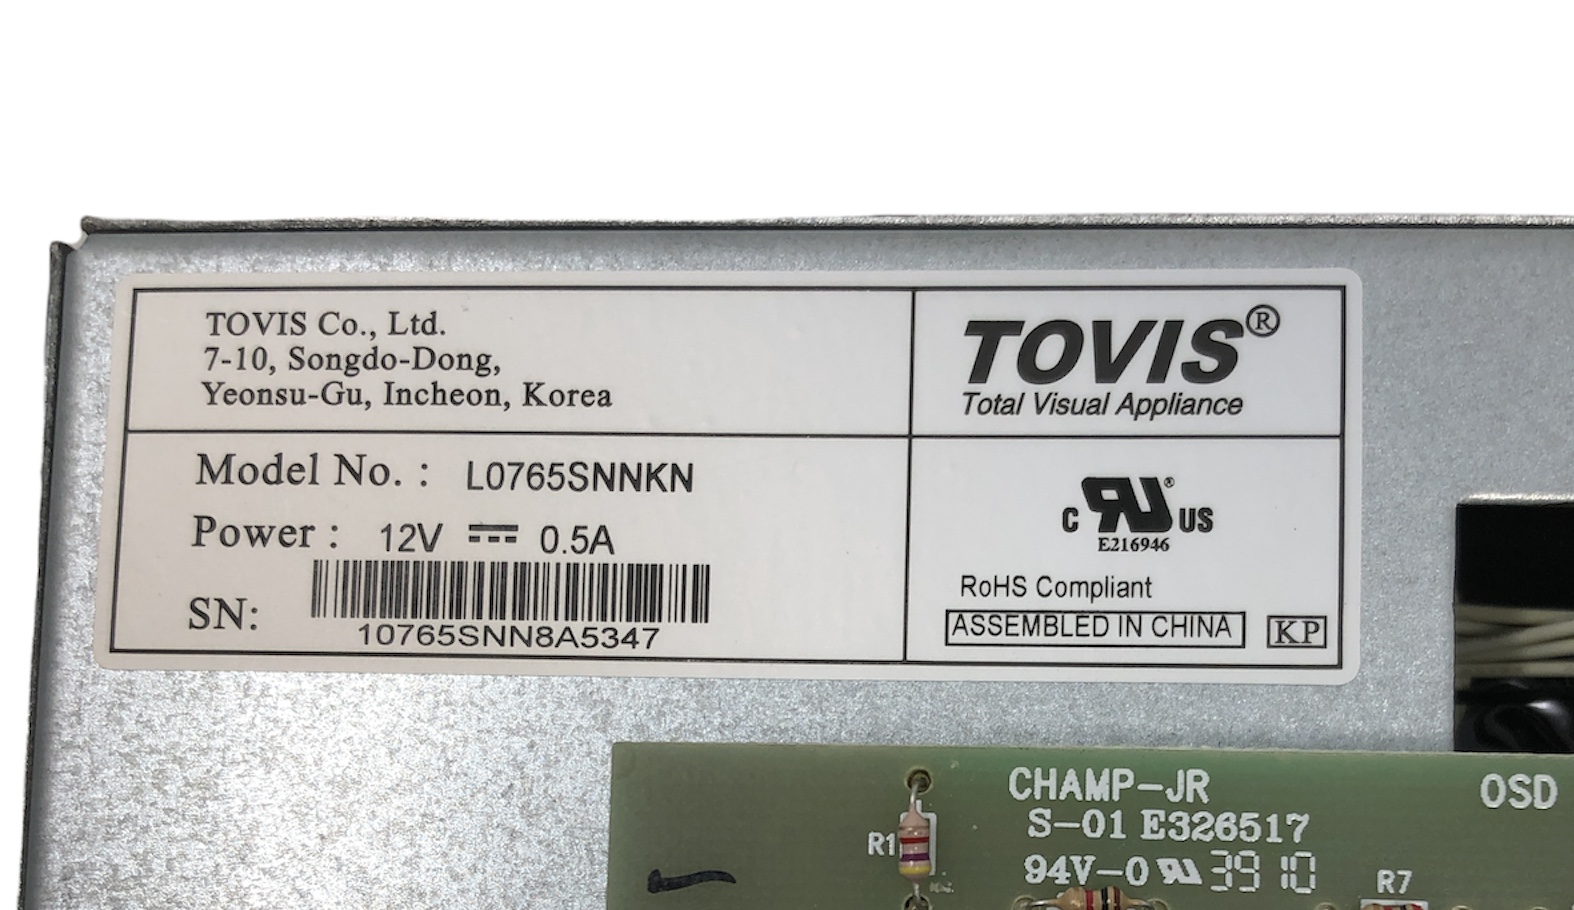 TOVIS Co., Ltd.
7-10, Songdo-Dong,
Yeonsu-Gu, Incheon, Korea
TOVIS®
Total Visual Appliance
Model No. : L0765SNNKN
Power : 12V ⎓ 0.5A
SN:
10765SNN8A5347
C RU® US
E216946
RoHS Compliant
ASSEMBLED IN CHINA
KP
CHAMP-JR
OSD
S-01 E326517
94V-0 RU 3910
R1
R7